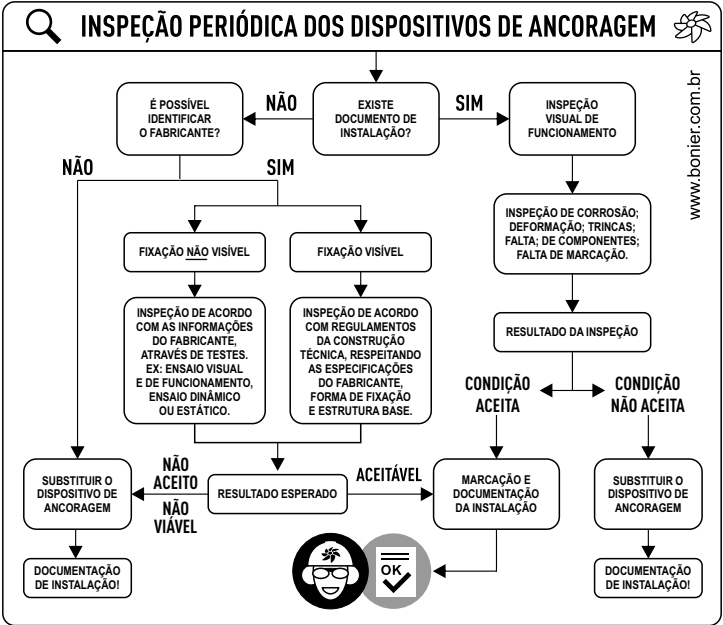 INSPEÇÃO PERIÓDICA DOS DISPOSITIVOS DE ANCORAGEM
www.bonier.com.br
É POSSÍVEL
IDENTIFICAR
O FABRICANTE?
NÃO
EXISTE
DOCUMENTO DE
INSTALAÇÃO?
SIM
INSPEÇÃO
VISUAL DE
FUNCIONAMENTO
NÃO
SIM
INSPEÇÃO DE CORROSÃO;
DEFORMAÇÃO; TRINCAS;
FALTA; DE COMPONENTES;
FALTA DE MARCAÇÃO.
FIXAÇÃO NÃO VISÍVEL
FIXAÇÃO VISÍVEL
INSPEÇÃO DE ACORDO
COM AS INFORMAÇÕES
DO FABRICANTE,
ATRAVÉS DE TESTES.
EX: ENSAIO VISUAL
E DE FUNCIONAMENTO,
ENSAIO DINÂMICO
OU ESTÁTICO.
INSPEÇÃO DE ACORDO
COM REGULAMENTOS
DA CONSTRUÇÃO
TÉCNICA, RESPEITANDO
AS ESPECIFICAÇÕES
DO FABRICANTE,
FORMA DE FIXAÇÃO
E ESTRUTURA BASE.
RESULTADO DA INSPEÇÃO
CONDIÇÃO
ACEITA
CONDIÇÃO
NÃO ACEITA
SUBSTITUIR O
DISPOSITIVO DE
ANCORAGEM
NÃO
ACEITO
NÃO
VIÁVEL
RESULTADO ESPERADO
ACEITÁVEL
MARCAÇÃO E
DOCUMENTAÇÃO
DA INSTALAÇÃO
SUBSTITUIR O
DISPOSITIVO DE
ANCORAGEM
DOCUMENTAÇÃO
DE INSTALAÇÃO!
OK
DOCUMENTAÇÃO
DE INSTALAÇÃO!